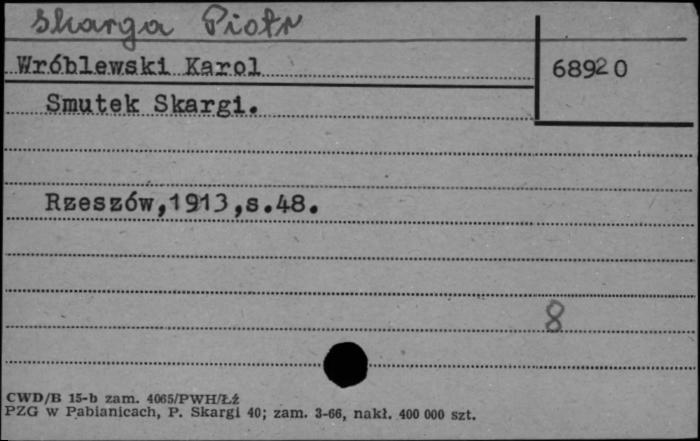 Skarga Piotr
Wróblewski Karol
68920
Smutek Skargi.
Rzeszów,1913,s.48.
8
CWD/B 15-b zam. 4065/PWH/Łź
PZG w Pabianicach, P. Skargi 40; zam. 3-66, nakł. 400 000 szt.